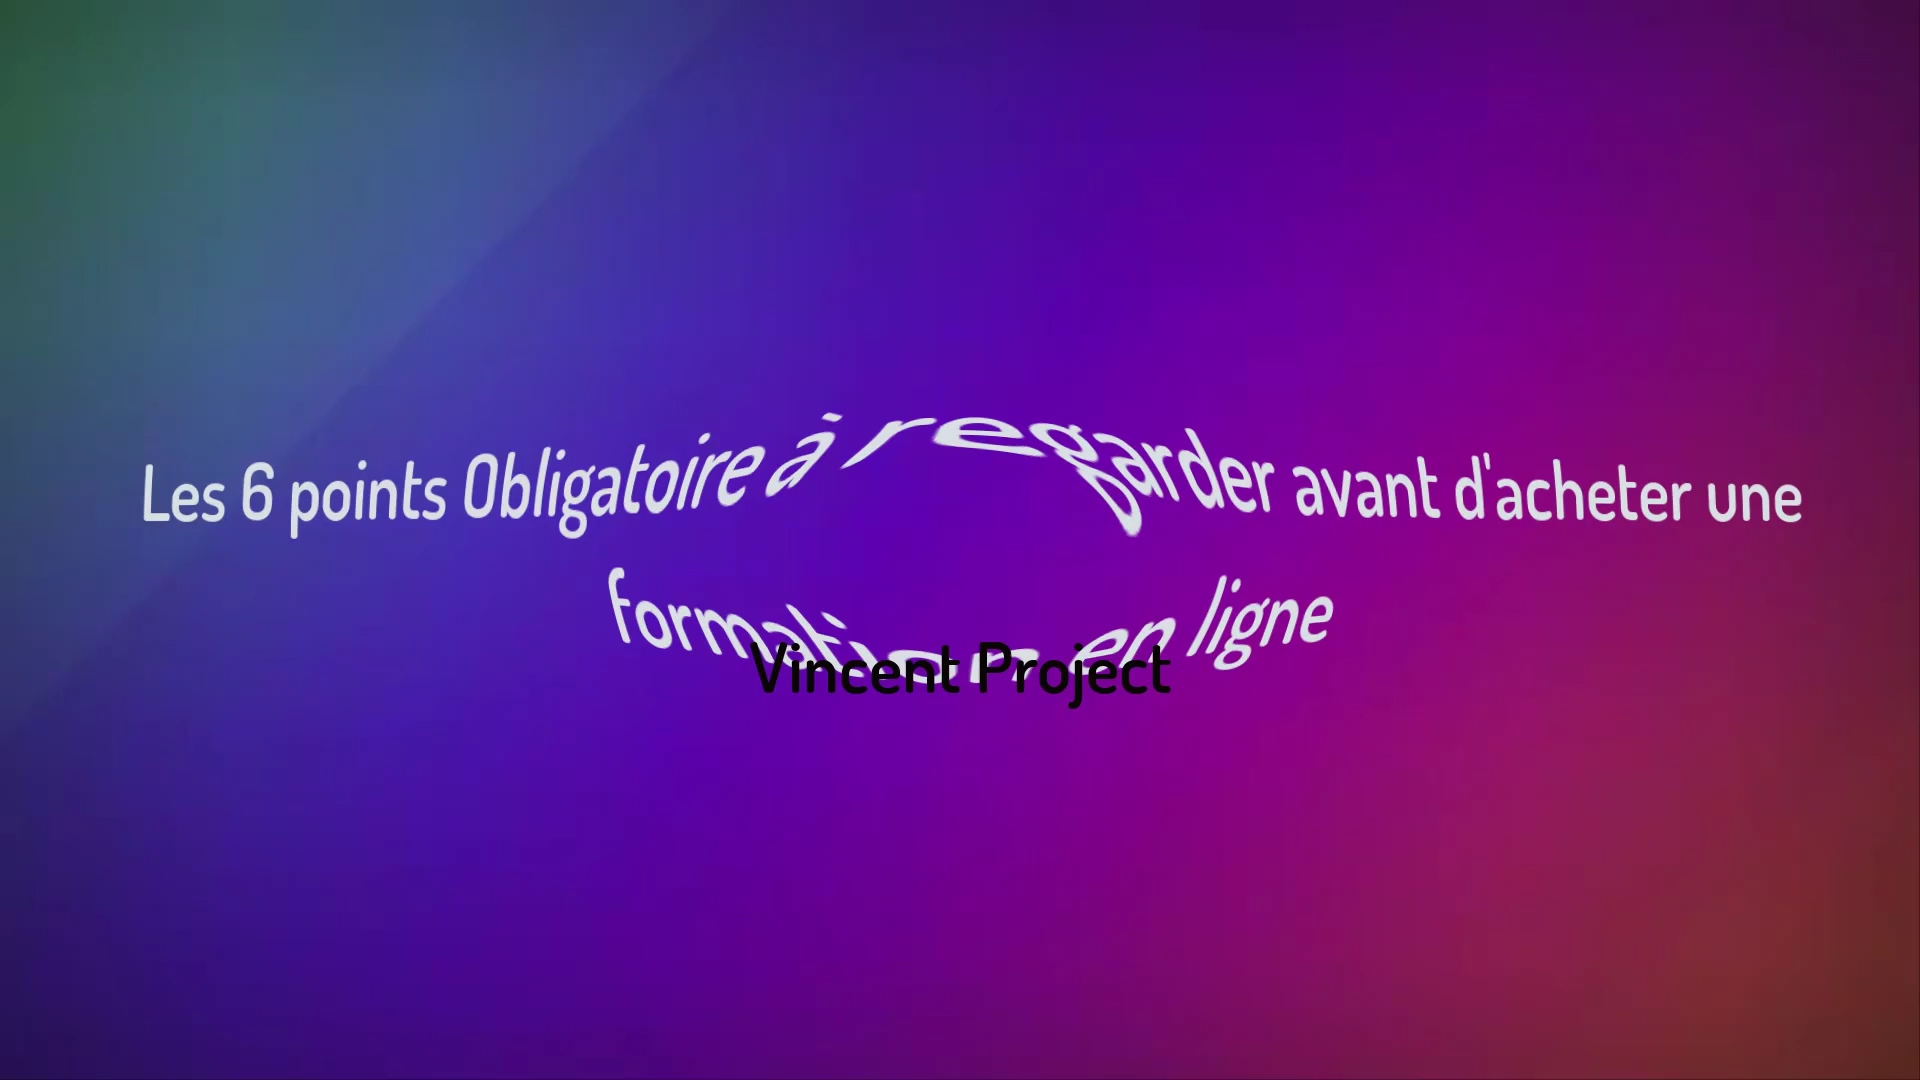 Les 6 points Obligatoire à regarder avant d'acheter une
formation en ligne
Vincent Project